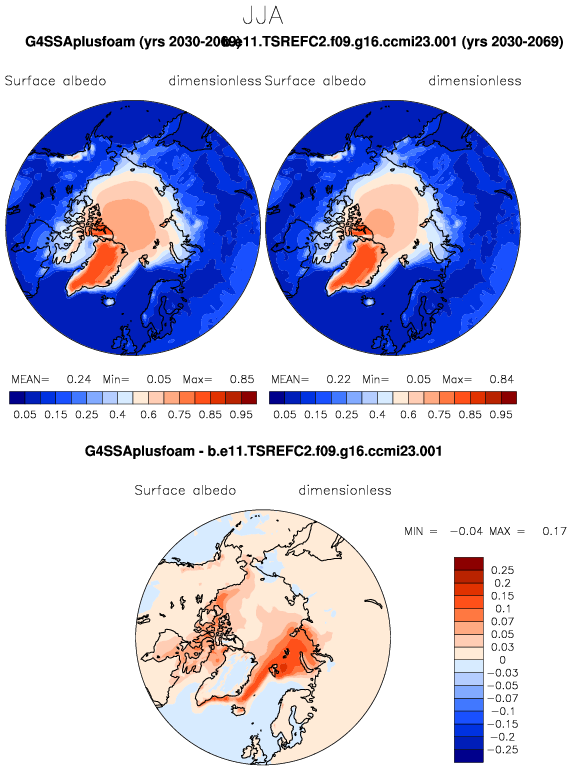 JJA
G4SSAplusfoam (yrs 2030-2069) b.e11.TSREFC2.f09.g16.ccmi23.001 (yrs 2030-2069)
Surface albedo dimensionless Surface albedo dimensionless
MEAN= 0.24 Min= 0.05 Max= 0.85 MEAN= 0.22 Min= 0.05 Max= 0.84
0.05 0.15 0.25 0.4 0.6 0.75 0.85 0.95 0.05 0.15 0.25 0.4 0.6 0.75 0.85 0.95
G4SSAplusfoam - b.e11.TSREFC2.f09.g16.ccmi23.001
Surface albedo dimensionless
MIN = -0.04 MAX = 0.17
0.25
0.2
0.15
0.1
0.07
0.05
0.03
0
-0.03
-0.05
-0.07
-0.1
-0.15
-0.2
-0.25